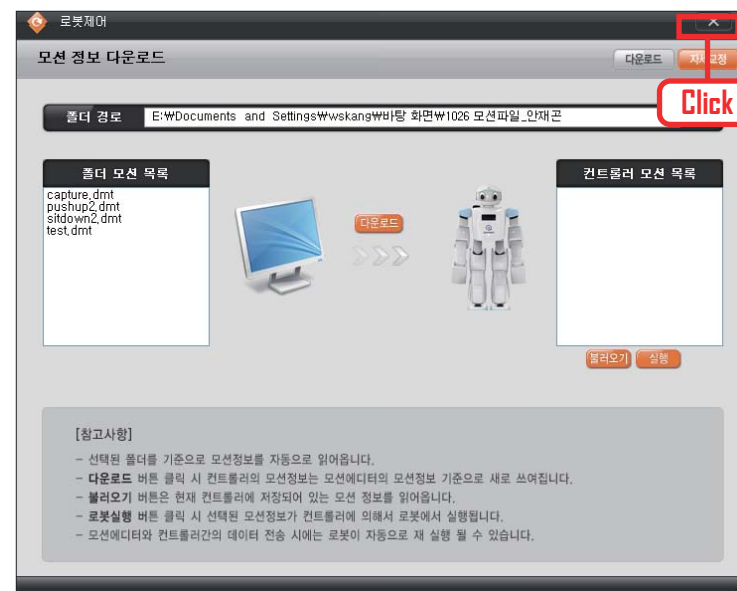 로봇제어
모션 정보 다운로드
다운로드 자세교정
Click
폴더 경로 E:₩Documents and Settings₩wskang₩바탕 화면₩1026 모션파일_안재곤
폴더 모션 목록
컨트롤러 모션 목록
capture.dmt
pushup2.dmt
sitdown2.dmt
test.dmt
다운로드
불러오기 실행
[참고사항]
- 선택된 폴더를 기준으로 모션정보를 자동으로 읽어옵니다.
- 다운로드 버튼 클릭 시 컨트롤러의 모션정보는 모션에디터의 모션정보 기준으로 새로 쓰여집니다.
- 불러오기 버튼은 현재 컨트롤러에 저장되어 있는 모션 정보를 읽어옵니다.
- 로봇실행 버튼 클릭 시 선택된 모션정보가 컨트롤러에 의해서 로봇에서 실행됩니다.
- 모션에디터와 컨트롤러간의 데이터 전송 시에는 로봇이 자동으로 재 실행 될 수 있습니다.